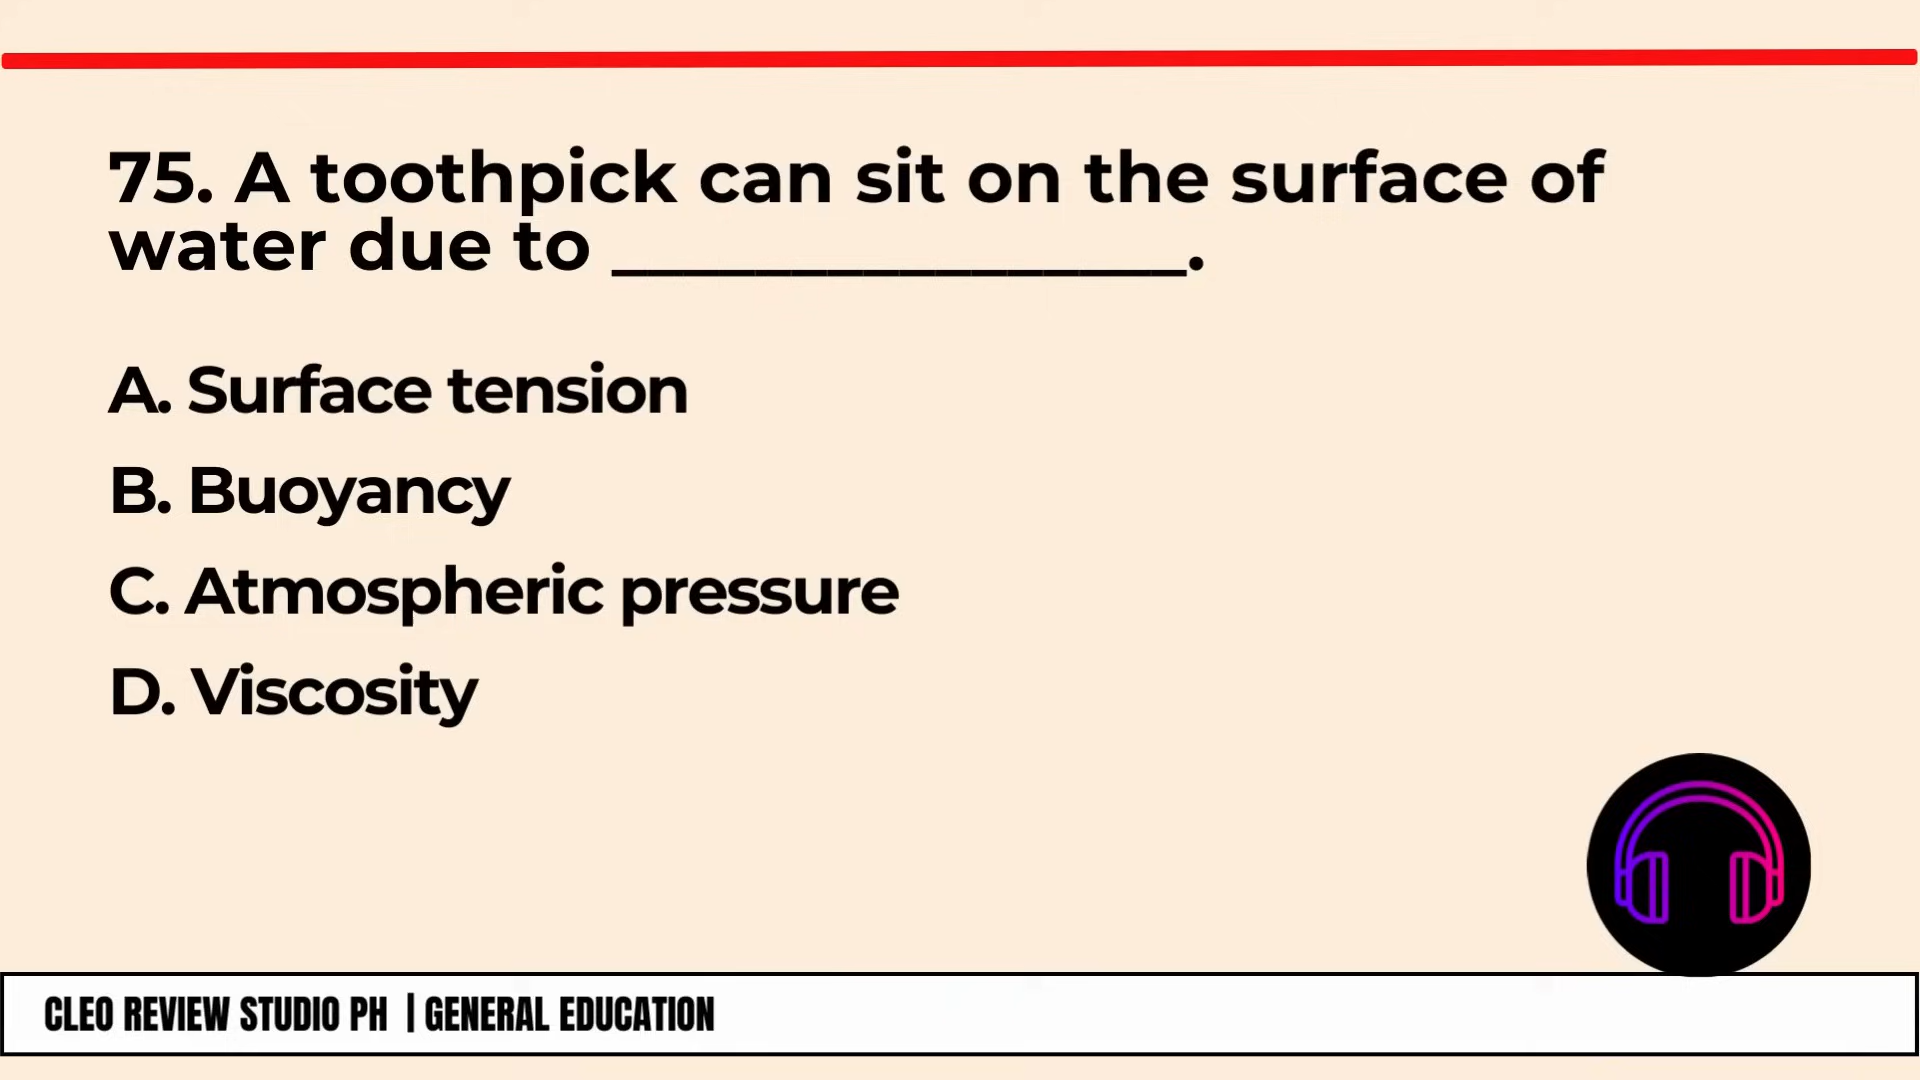 75. A toothpick can sit on the surface of
water due to ________________.
A. Surface tension
B. Buoyancy
C. Atmospheric pressure
D. Viscosity
CLEO REVIEW STUDIO PH | GENERAL EDUCATION